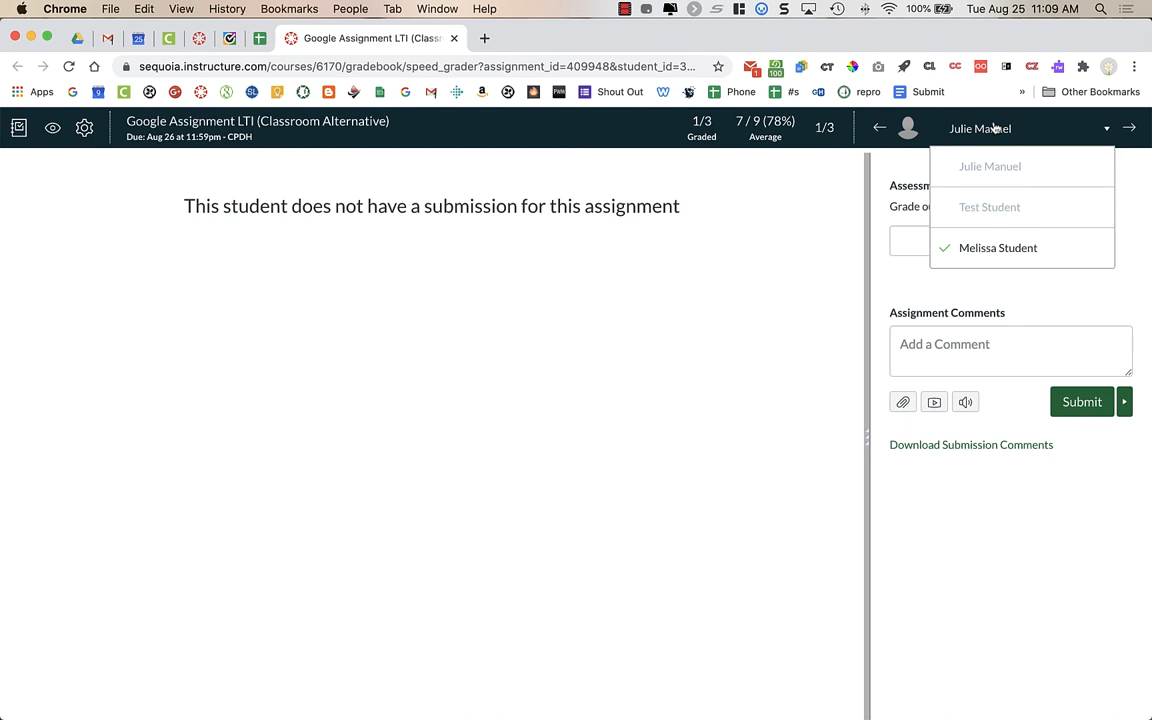 Chrome File Edit View History Bookmarks People Tab Window Help 100% Tue Aug 25 11:09 AM
Google Assignment LTI (Classr
sequoia.instructure.com/courses/6170/gradebook/speed_grader?assignment_id=409948&student_id=3...
Apps Shout Out Phone #s repro Submit » Other Bookmarks
Google Assignment LTI (Classroom Alternative)
Due: Aug 26 at 11:59pm - CPDH
1/3
Graded
7 / 9 (78%)
Average
1/3
Julie Manuel
Julie Manuel
Test Student
Melissa Student
This student does not have a submission for this assignment
Assessm
Grade ou
Assignment Comments
Add a Comment
Submit
Download Submission Comments